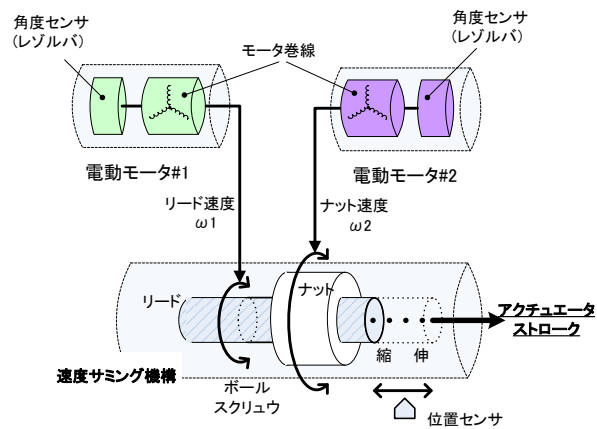 角度センサ
(レゾルバ)
モータ巻線
角度センサ
(レゾルバ)
電動モータ#1
電動モータ#2
リード速度
ω1
ナット速度
ω2
リード
ナット
アクチュエータ
ストローク
縮 伸
速度サミング機構
ボール
スクリュウ
位置センサ